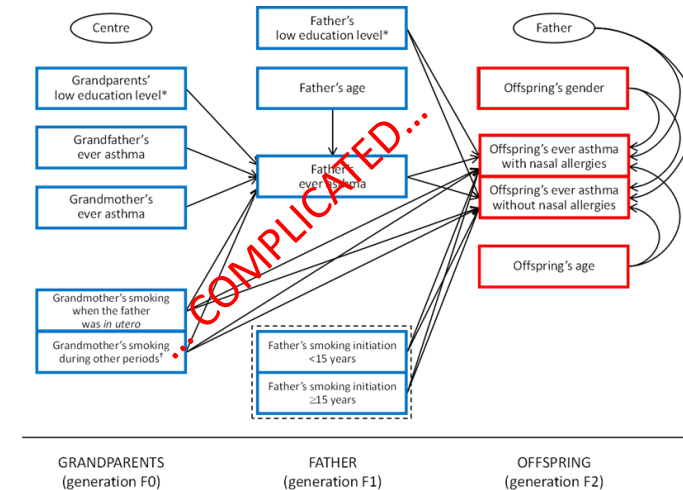 Centre
Father's
low education level*
Father
Grandparents'
low education level*
Father's age
Offspring's gender
Grandfather's
ever asthma
Father's
ever asthma
Offspring's ever asthma
with nasal allergies
Grandmother's
ever asthma
Offspring's ever asthma
without nasal allergies
Offspring's age
...COMPLICATED...
Grandmother's smoking
when the father
was in utero
Grandmother's smoking
during other periods†
Father's smoking initiation
<15 years
Father's smoking initiation
≥15 years
GRANDPARENTS
(generation F0)
FATHER
(generation F1)
OFFSPRING
(generation F2)